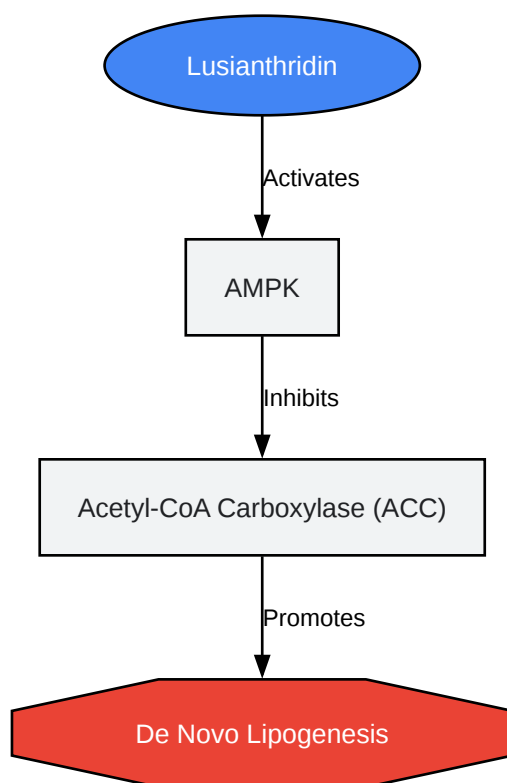 Lusianthridin
Activates
AMPK
Inhibits
Acetyl-CoA Carboxylase (ACC)
Promotes
De Novo Lipogenesis